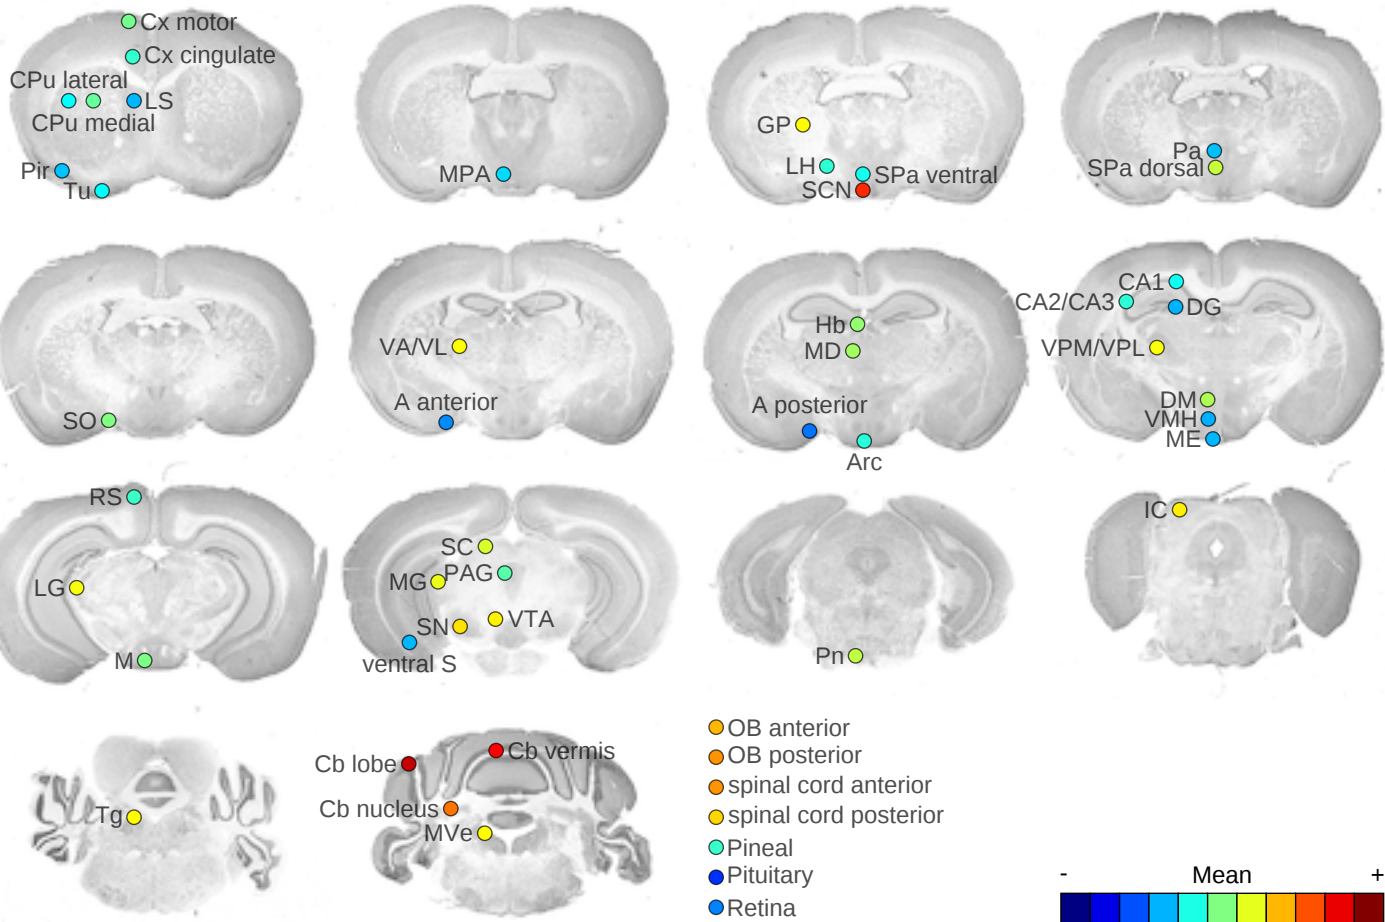 Cx motor
Cx cingulate
CPu lateral
LS
CPu medial
Pir
Tu
MPA
GP
LH
SPa ventral
SCN
Pa
SPa dorsal
SO
VA/VL
A anterior
Hb
MD
A posterior
Arc
CA1
CA2/CA3
DG
VPM/VPL
DM
VMH
ME
RS
LG
M
SC
PAG
MG
SN
VTA
ventral S
Pn
IC
Tg
Cb lobe
Cb vermis
Cb nucleus
MVe
OB anterior
OB posterior
spinal cord anterior
spinal cord posterior
Pineal
Pituitary
Retina
- Mean +